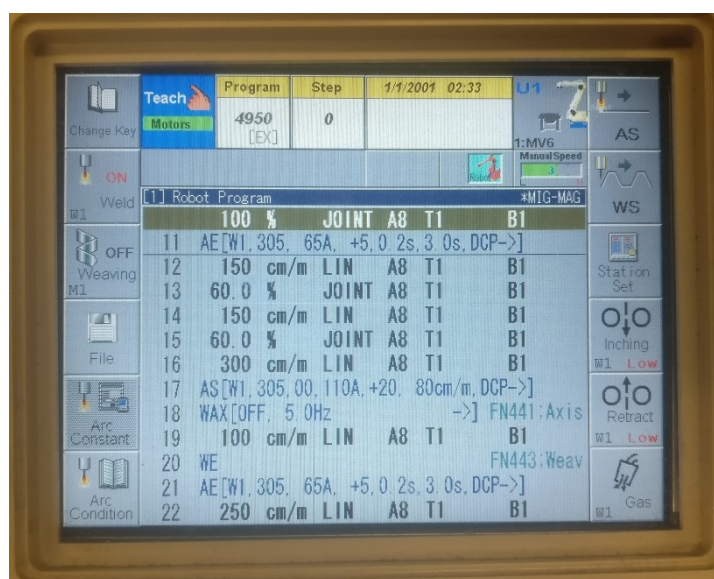 Change Key
Teach
Motors
Program
4950
[EX]
Step
0
1/1/2001 02:33
U1
1:MV6
AS
ON
Weld
W1
Robot
Manual Speed
3
WS
[1] Robot Program *MIG-MAG
100 % JOINT A8 T1 B1
11 AE[W1,305, 65A, +5,0.2s,3.0s,DCP->]
12 150 cm/m LIN A8 T1 B1
13 60.0 % JOINT A8 T1 B1
14 150 cm/m LIN A8 T1 B1
15 60.0 % JOINT A8 T1 B1
16 300 cm/m LIN A8 T1 B1
17 AS[W1,305,00,110A,+20, 80cm/m,DCP->]
18 WAX[OFF, 5.0Hz ->] FN441;Axis
19 100 cm/m LIN A8 T1 B1
20 WE FN443;Weav
21 AE[W1,305, 65A, +5,0.2s,3.0s,DCP->]
22 250 cm/m LIN A8 T1 B1
OFF
Weaving
M1
File
Arc
Constant
Arc
Condition
Station
Set
Inching
W1 Low
Retract
W1 Low
Gas
W1